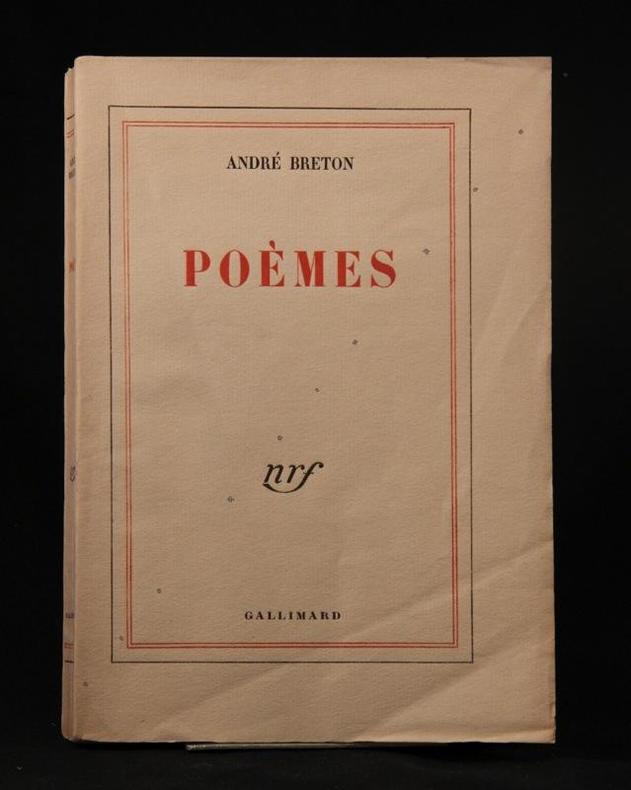 ANDRÉ BRETON
POÈMES
nrf
GALLIMARD